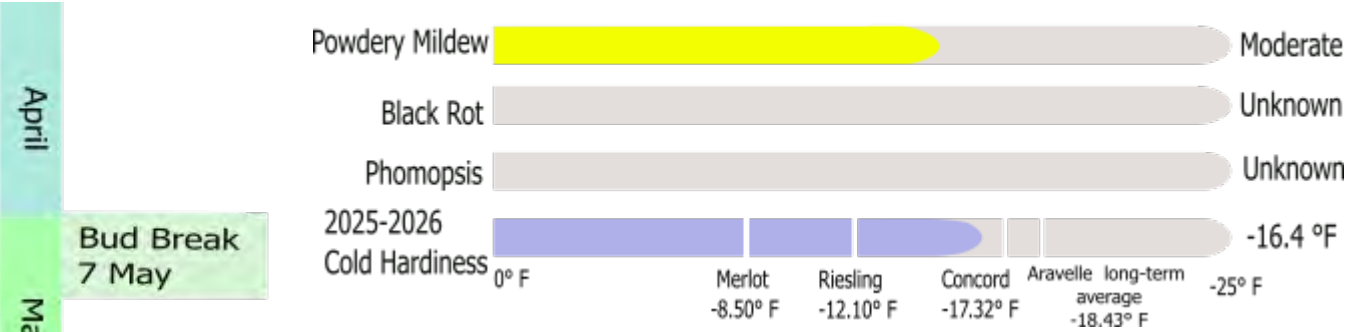 April
Ma
Bud Break
7 May
Powdery Mildew
Moderate
Black Rot
Unknown
Phomopsis
Unknown
2025-2026
Cold Hardiness
-16.4 ºF
0° F
Merlot
-8.50° F
Riesling
-12.10° F
Concord
-17.32° F
Aravelle long-term
average
-18.43° F
-25° F